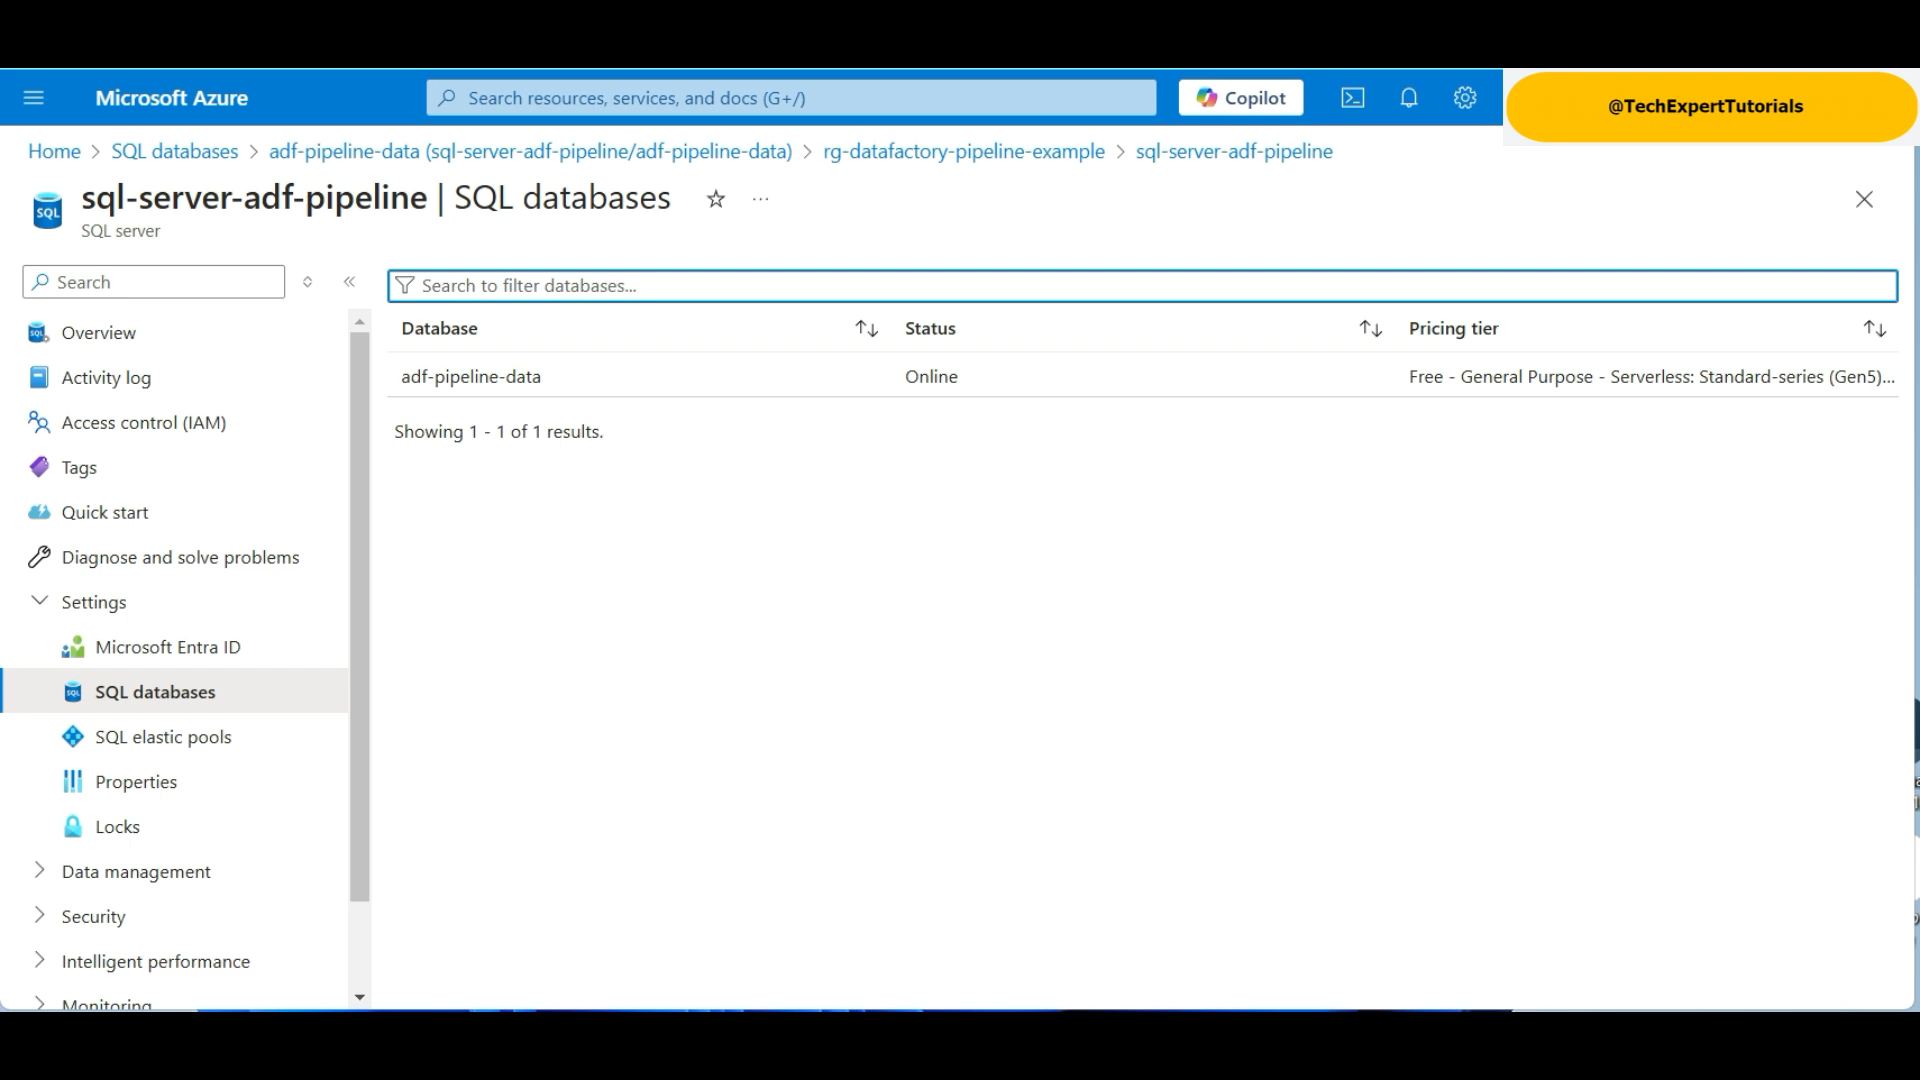 Microsoft Azure
Search resources, services, and docs (G+/)
Copilot
@TechExpertTutorials
Home > SQL databases > adf-pipeline-data (sql-server-adf-pipeline/adf-pipeline-data) > rg-datafactory-pipeline-example > sql-server-adf-pipeline
SQL
sql-server-adf-pipeline | SQL databases
SQL server
Search
Search to filter databases...
Database Status Pricing tier
adf-pipeline-data Online Free - General Purpose - Serverless: Standard-series (Gen5)...
Showing 1 - 1 of 1 results.
Overview
Activity log
Access control (IAM)
Tags
Quick start
Diagnose and solve problems
Settings
Microsoft Entra ID
SQL databases
SQL elastic pools
Properties
Locks
Data management
Security
Intelligent performance
Monitoring